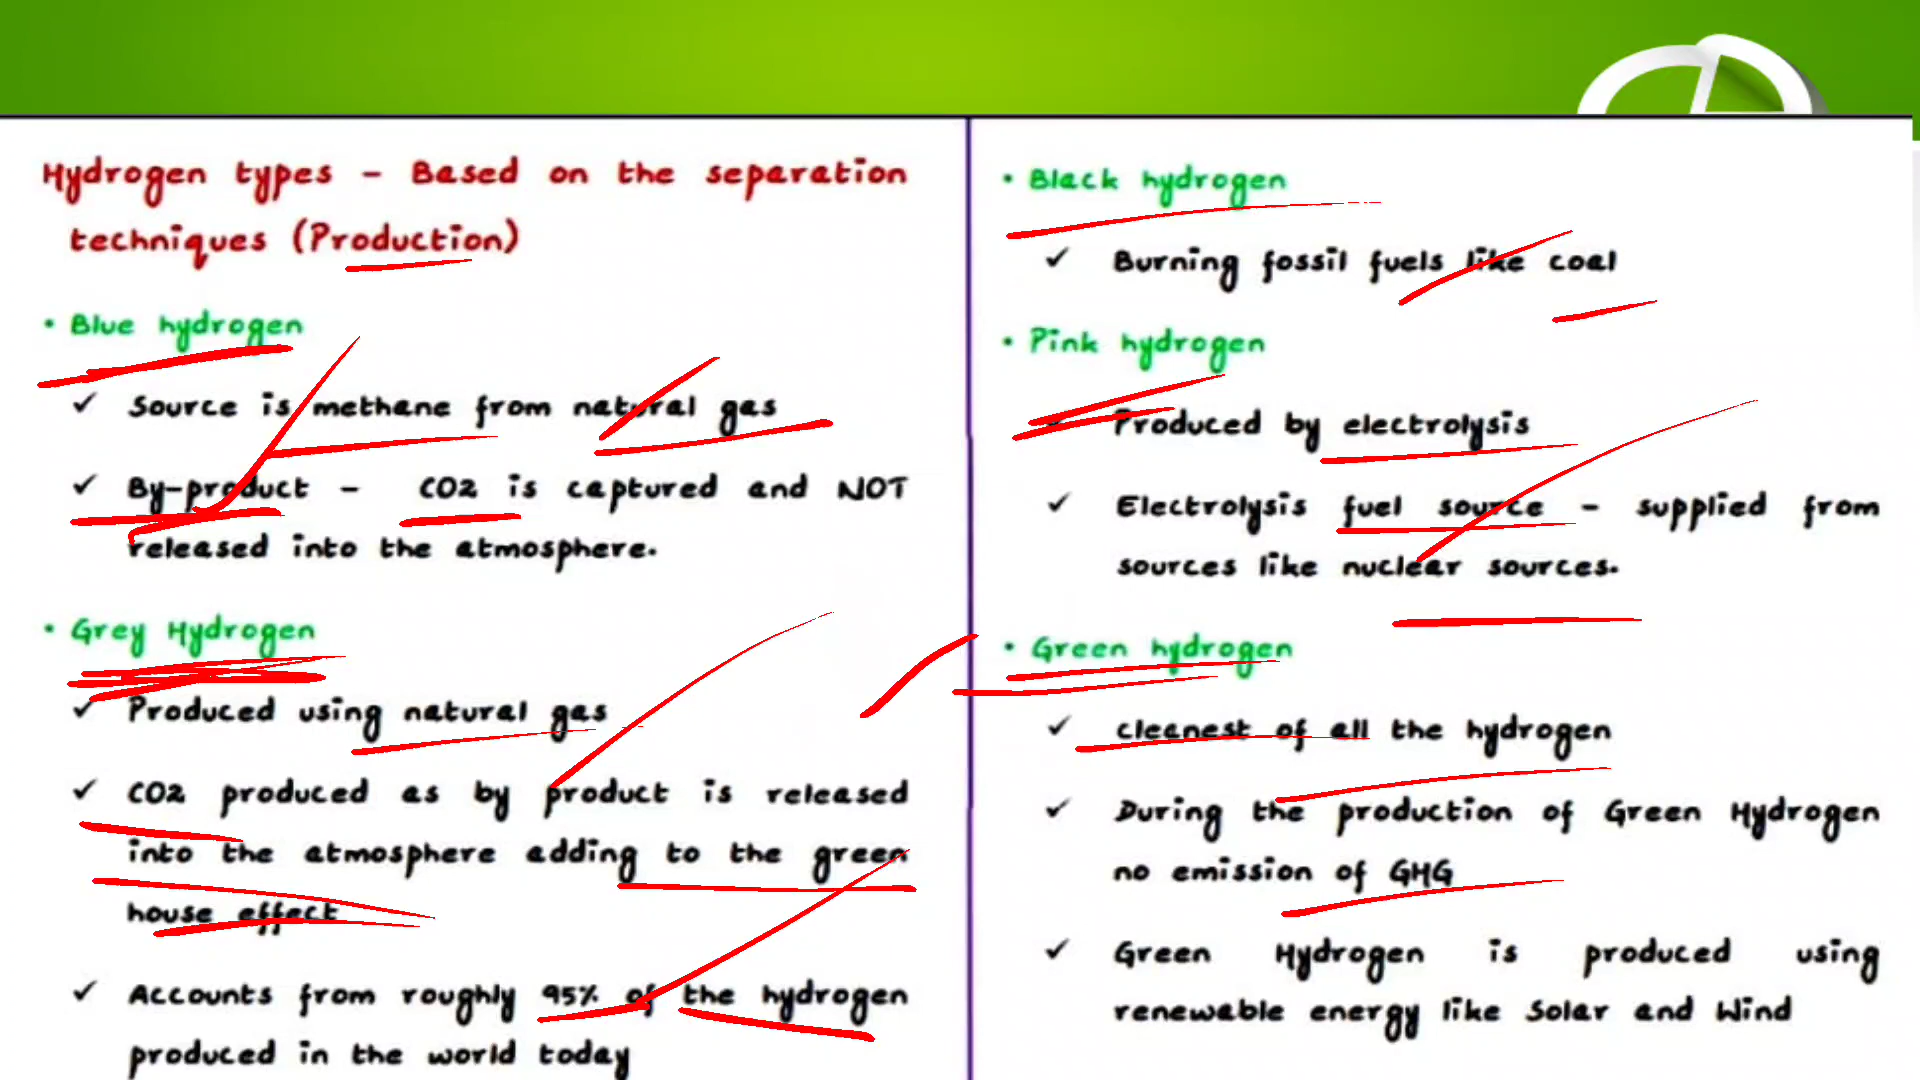 Hydrogen types - Based on the separation
techniques (Production)
• Blue hydrogen
✓ Source is methane from natural gas
✓ By-product - CO2 is captured and NOT
released into the atmosphere.
• Grey Hydrogen
✓ Produced using natural gas
✓ CO2 produced as by product is released
into the atmosphere adding to the green
house effect
✓ Accounts from roughly 95% of the hydrogen
produced in the world today
• Black hydrogen
✓ Burning fossil fuels like coal
• Pink hydrogen
✓ Produced by electrolysis
✓ Electrolysis fuel source - supplied from
sources like nuclear sources.
• Green hydrogen
✓ cleanest of all the hydrogen
✓ During the production of Green Hydrogen
no emission of GHG
✓ Green Hydrogen is produced using
renewable energy like Solar and Wind